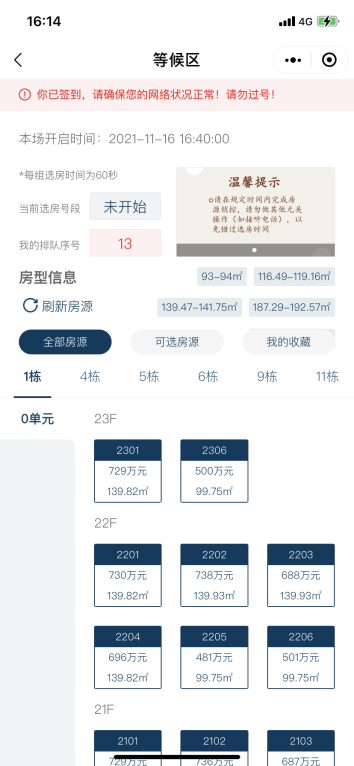 16:14
4G
等候区
你已签到，请确保您的网络状况正常！请勿过号！
本场开启时间：2021-11-16 16:40:00
*每组选房时间为60秒
当前选房号段 未开始
我的排队序号 13
温馨提示
请在规定时间内完成房
源销控，请勿做其他无关
操作（如接听电话），以
免错过选房时间
房型信息
93-94㎡ 116.49-119.16㎡
刷新房源
139.47-141.75㎡ 187.29-192.57㎡
全部房源 可选房源 我的收藏
1栋 4栋 5栋 6栋 9栋 11栋
0单元
23F
2301 2306
729万元 500万元
139.82㎡ 99.75㎡
22F
2201 2202 2203
730万元 738万元 688万元
139.82㎡ 139.93㎡ 139.93㎡
2204 2205 2206
696万元 481万元 501万元
139.82㎡ 99.75㎡ 99.75㎡
21F
2101 2102 2103
729万元 736万元 687万元